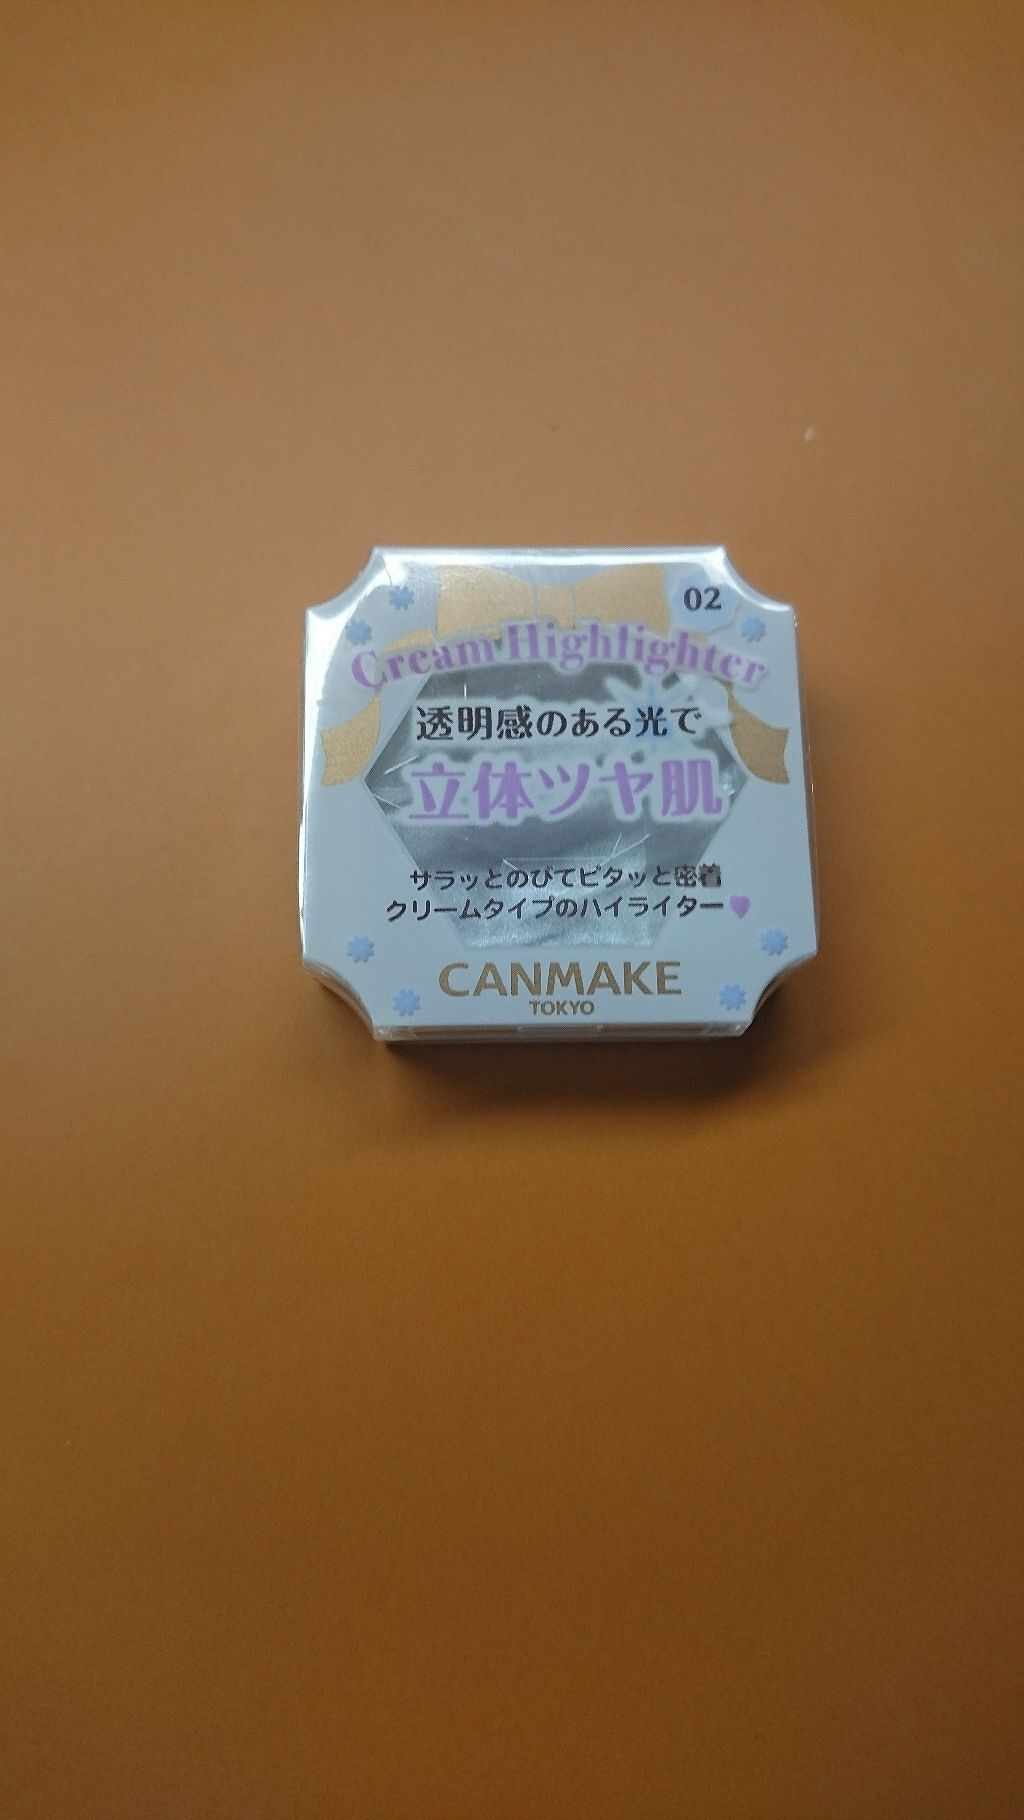 02
Cream Highlighter
透明感のある光で
立体ツヤ肌
サラッとのびてピタッと密着
クリームタイプのハイライター♥
CANMAKE
TOKYO